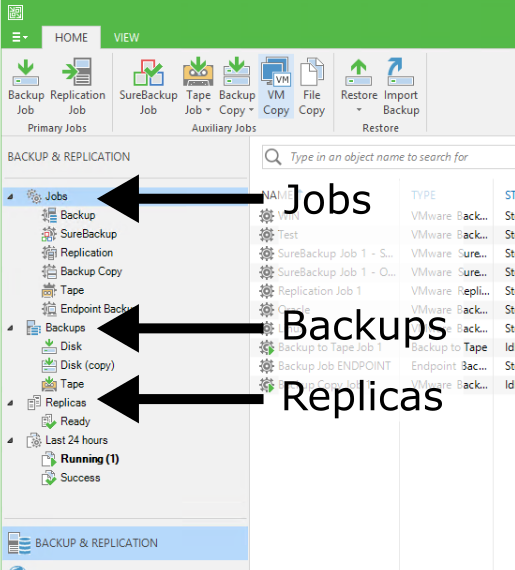 HOME VIEW
Backup Job
Replication Job
SureBackup Job
Tape Job
Backup Copy
VM
VM Copy
File Copy
Restore
Import Backup
Primary Jobs
Auxiliary Jobs
Restore
BACKUP & REPLICATION
Type in an object name to search for
Jobs
Backup
SureBackup
Replication
Backup Copy
Tape
Endpoint Backup
Backups
Disk
Disk (copy)
Tape
Replicas
Ready
Last 24 hours
Running (1)
Success
BACKUP & REPLICATION
NAME TYPE ST
WIN VMware Back... St
Test VMware Back... St
SureBackup Job 1 - S... VMware Sure... St
SureBackup Job 1 - O... VMware Sure... St
Replication Job 1 VMware Repli... St
Oracle VMware Back... St
VMware Back... St
Backup to Tape Job 1 Backup to Tape Idl
Backup Job ENDPOINT Endpoint Bac... St
Backup Copy Job 1 VMware Back... Idl
Jobs
Backups
Replicas